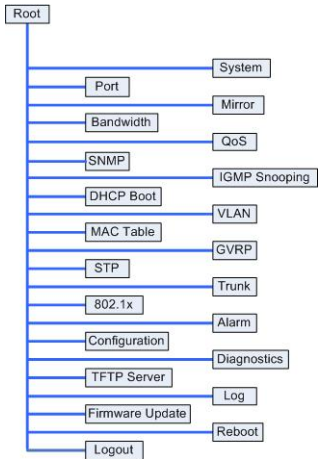 Root
System
Port
Mirror
Bandwidth
QoS
SNMP
IGMP Snooping
DHCP Boot
VLAN
MAC Table
GVRP
STP
Trunk
802.1x
Alarm
Configuration
Diagnostics
TFTP Server
Log
Firmware Update
Reboot
Logout